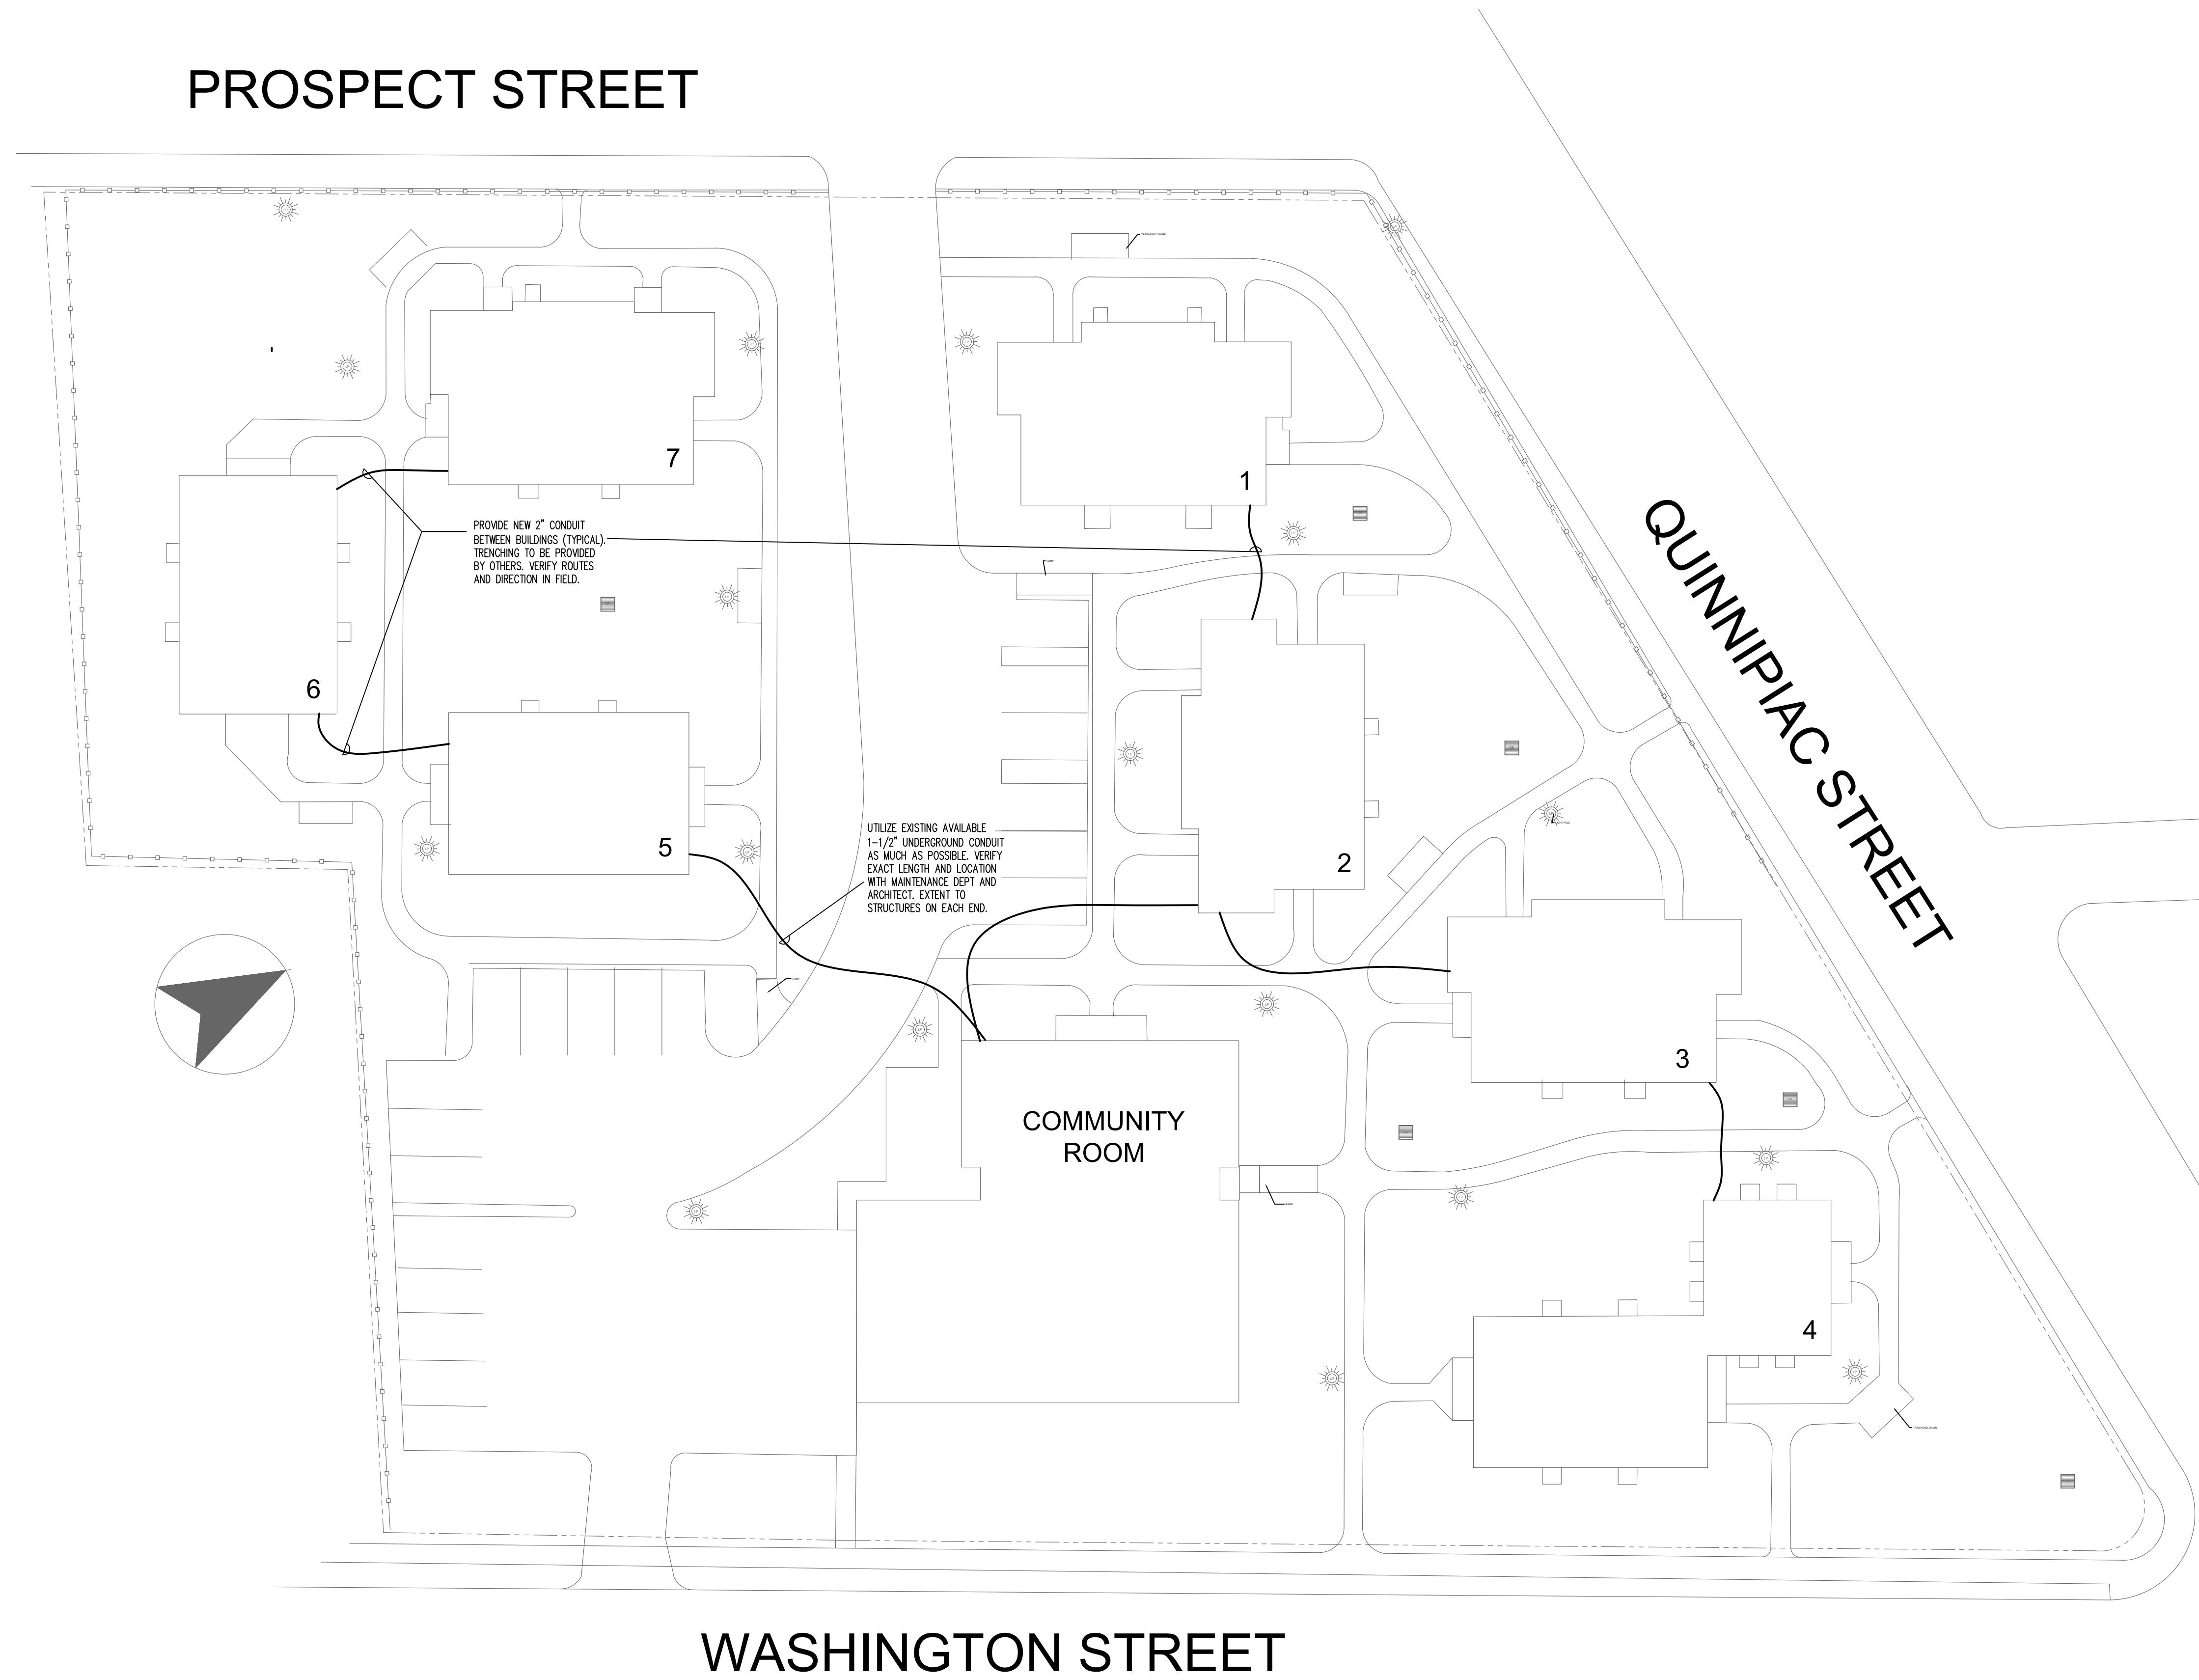 PROSPECT STREET
7
1
PROVIDE NEW 2" CONDUIT
BETWEEN BUILDINGS (TYPICAL).
TRENCHING TO BE PROVIDED
BY OTHERS. VERIFY ROUTES
AND DIRECTION IN FIELD.
QUINNIPIAC STREET
6
5
UTILIZE EXISTING AVAILABLE
1-1/2" UNDERGROUND CONDUIT
AS MUCH AS POSSIBLE. VERIFY
EXACT LENGTH AND LOCATION
WITH MAINTENANCE DEPT AND
ARCHITECT. EXTENT TO
STRUCTURES ON EACH END.
2
3
COMMUNITY
ROOM
4
WASHINGTON STREET